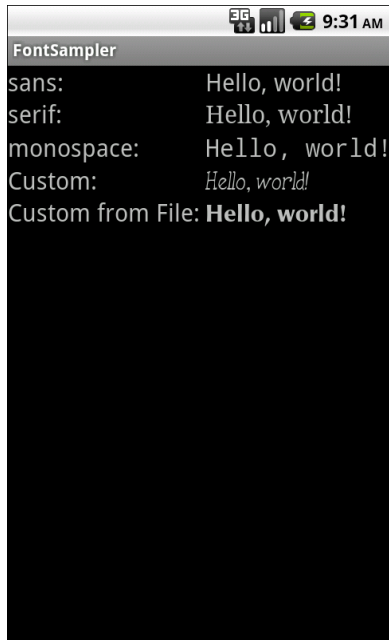 3G 9:31 AM
FontSampler
sans: Hello, world!
serif: Hello, world!
monospace: Hello, world!
Custom: Hello, world!
Custom from File: Hello, world!